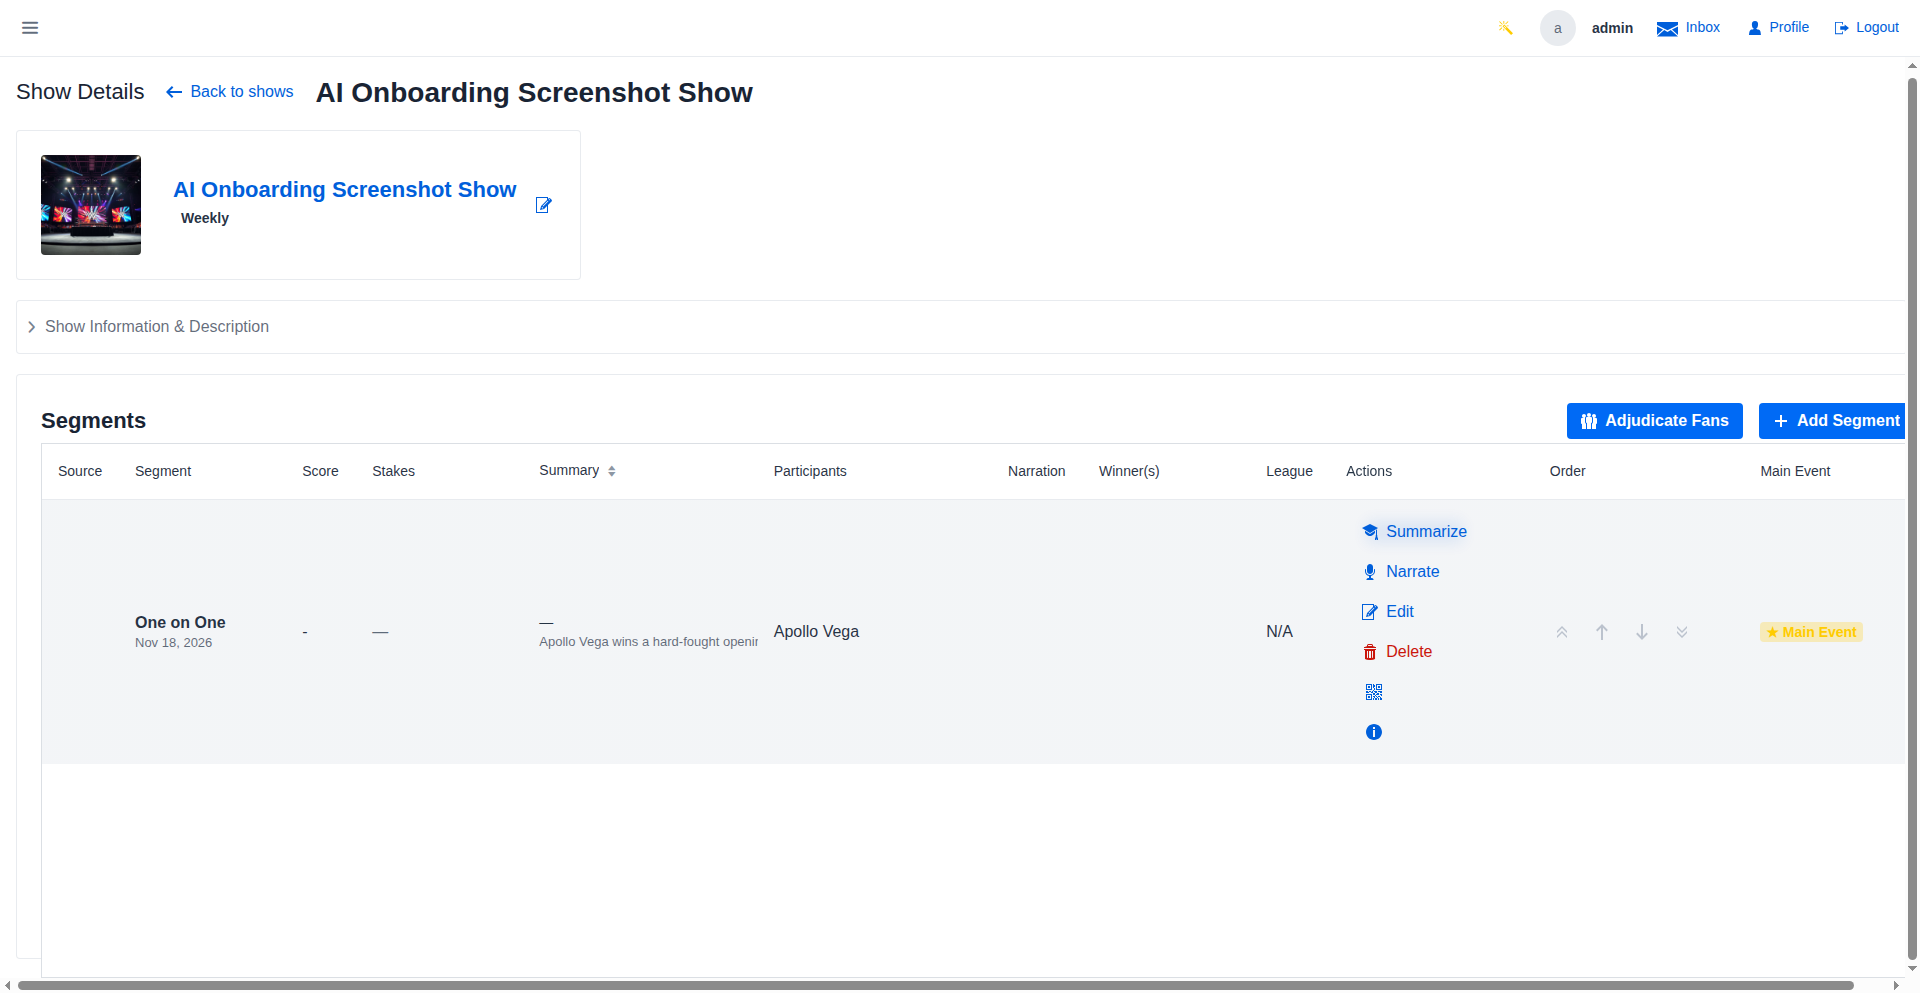 a admin Inbox Profile Logout
Show Details Back to shows AI Onboarding Screenshot Show
AI Onboarding Screenshot Show
Weekly
Show Information & Description
Segments Adjudicate Fans Add Segment
Source Segment Score Stakes Summary Participants Narration Winner(s) League Actions Order Main Event
Summarize
Narrate
Edit
Delete
One on One
Nov 18, 2026
-
—
—
Apollo Vega wins a hard-fought openin
Apollo Vega
N/A
Main Event